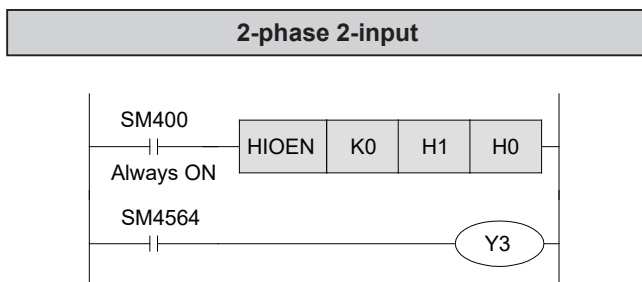 2-phase 2-input
SM400
HIOEN K0 H1 H0
Always ON
SM4564
Y3